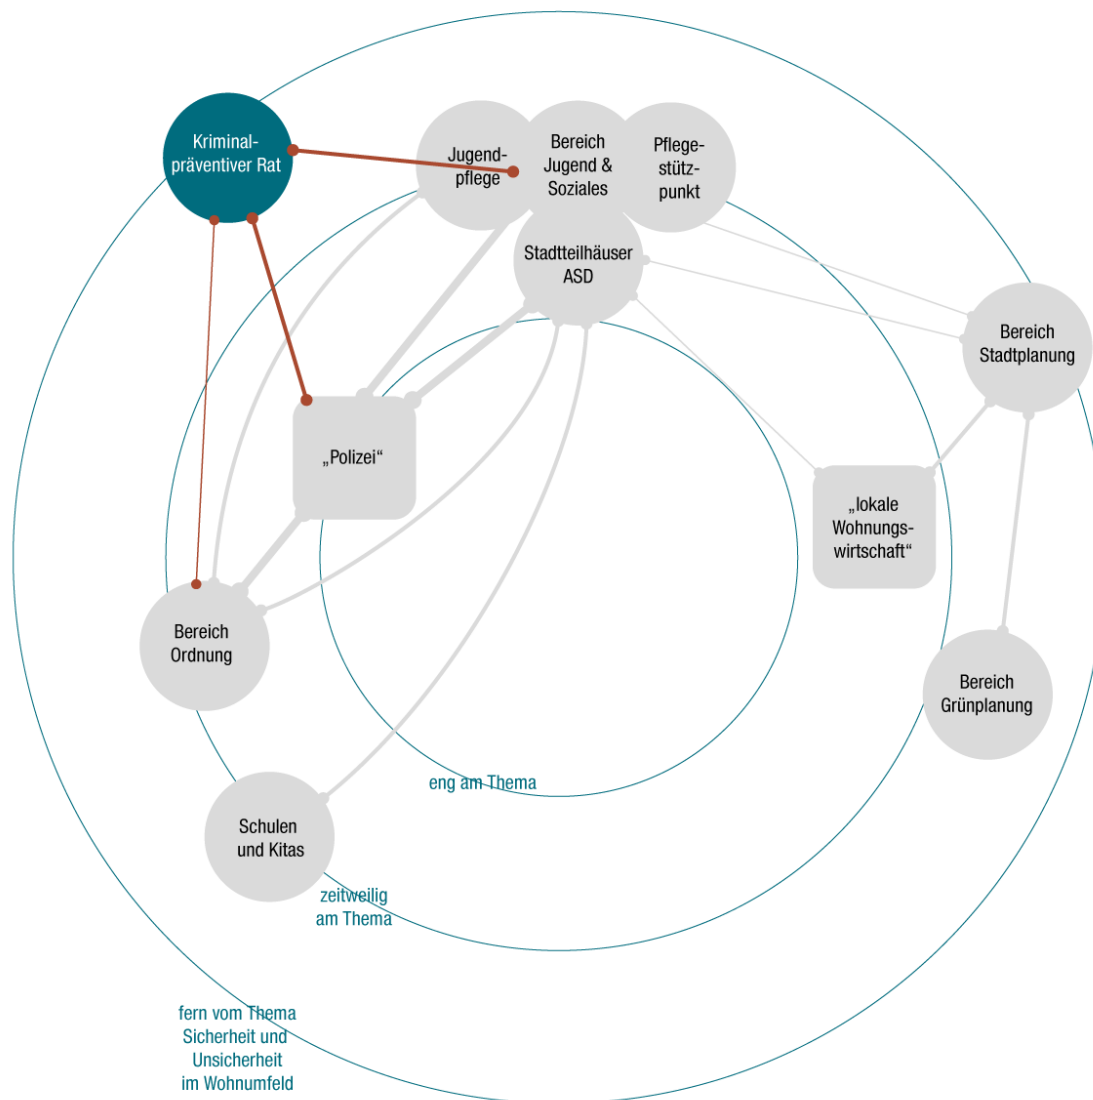 Kriminal-
präventiver Rat
Jugend-
pflege
Bereich
Jugend &
Soziales
Pflege-
stütz-
punkt
Stadtteilhäuser
ASD
Bereich
Stadtplanung
„Polizei“
„lokale
Wohnungs-
wirtschaft“
Bereich
Ordnung
Bereich
Grünplanung
eng am Thema
Schulen
und Kitas
zeitweilig
am Thema
fern vom Thema
Sicherheit und
Unsicherheit
im Wohnumfeld